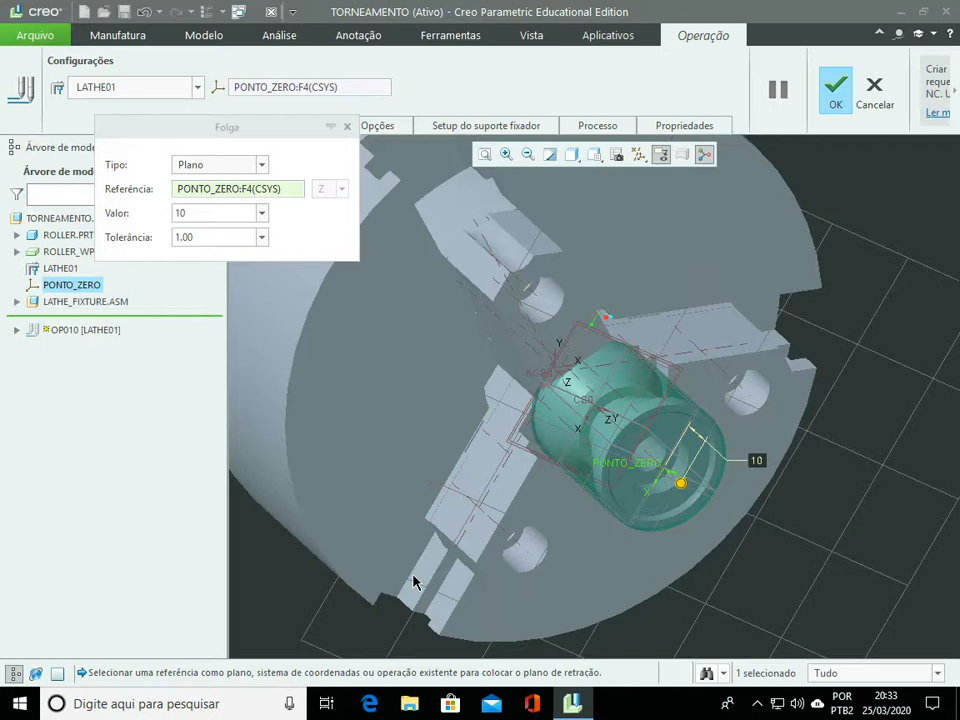 creo
TORNEAMENTO (Ativo) - Creo Parametric Educational Edition
Arquivo
Manufatura
Modelo
Análise
Anotação
Ferramentas
Vista
Aplicativos
Operação
Configurações
LATHE01
PONTO_ZERO:F4(CSYS)
OK
Cancelar
Criar
reque
NC. U
Ler m
Folga
Opções
Setup do suporte fixador
Processo
Propriedades
Árvore de mode
Árvore de mode
Tipo:
Plano
Referência:
PONTO_ZERO:F4(CSYS)
Z
Valor:
10
Tolerância:
1,00
TORNEAMENTO.
ROLLER.PRT
ROLLER_WP
LATHE01
PONTO_ZERO
LATHE_FIXTURE.ASM
OP010 [LATHE01]
Y
X
Z
CS0
X
Z
Y
PONTO_ZERO
X
10
Selecionar uma referência como plano, sistema de coordenadas ou operação existente para colocar o plano de retração.
1 selecionado
Tudo
Digite aqui para pesquisar
POR
PTB2
20:33
25/03/2020